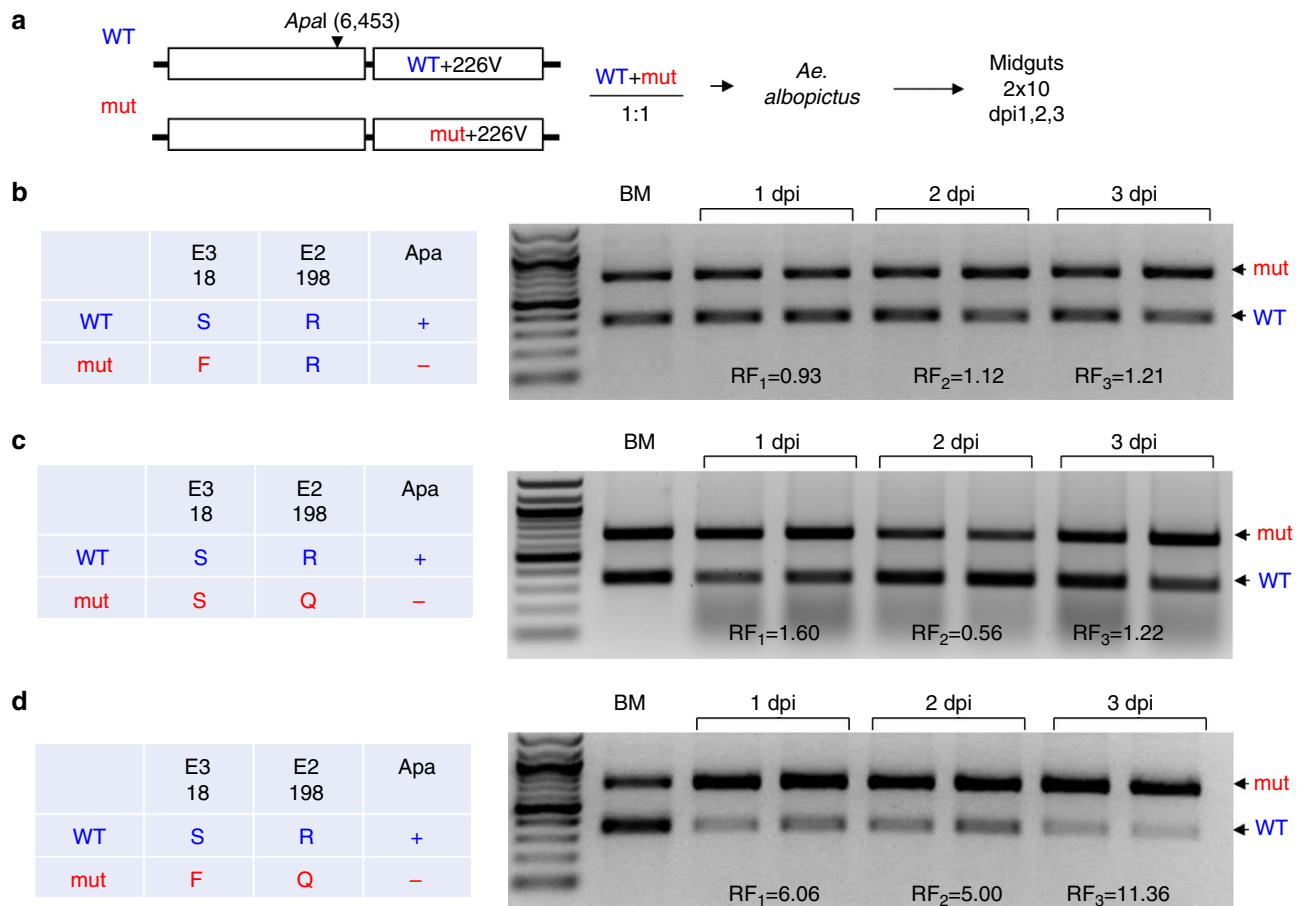 a
WT
ApaI (6,453)
WT+226V
mut
mut+226V
WT+mut
1:1
Ae.
albopictus
Midguts
2x10
dpi1,2,3
b
E3
18
E2
198
Apa
WT S R +
mut F R –
BM 1 dpi 2 dpi 3 dpi
mut
WT
RF1=0.93 RF2=1.12 RF3=1.21
c
E3
18
E2
198
Apa
WT S R +
mut S Q –
BM 1 dpi 2 dpi 3 dpi
mut
WT
RF1=1.60 RF2=0.56 RF3=1.22
d
E3
18
E2
198
Apa
WT S R +
mut F Q –
BM 1 dpi 2 dpi 3 dpi
mut
WT
RF1=6.06 RF2=5.00 RF3=11.36